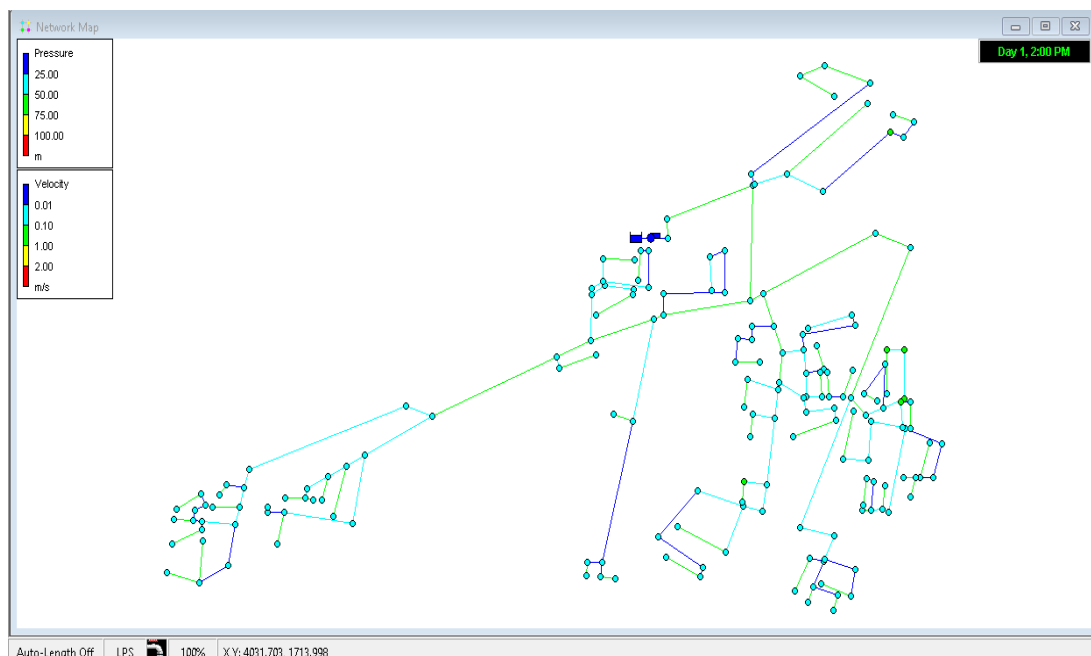 Network Map
Day 1, 2:00 PM
Pressure
25.00
50.00
75.00
100.00
m
Velocity
0.01
0.10
1.00
2.00
m/s
Auto-Length Off LPS 100% X,Y: 4031.703, 1713.998